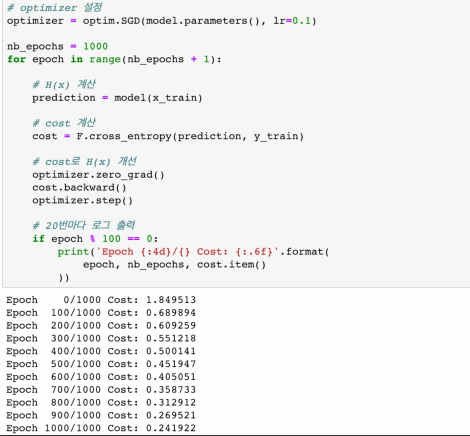 # optimizer 설정
optimizer = optim.SGD(model.parameters(), lr=0.1)
nb_epochs = 1000
for epoch in range(nb_epochs + 1):
# H(x) 계산
prediction = model(x_train)
# cost 계산
cost = F.cross_entropy(prediction, y_train)
# cost로 H(x) 개선
optimizer.zero_grad()
cost.backward()
optimizer.step()
# 20번마다 로그 출력
if epoch % 100 == 0:
print('Epoch {:4d}/{} Cost: {:.6f}'.format(
epoch, nb_epochs, cost.item()
))
Epoch    0/1000 Cost: 1.849513
Epoch  100/1000 Cost: 0.689894
Epoch  200/1000 Cost: 0.609259
Epoch  300/1000 Cost: 0.551218
Epoch  400/1000 Cost: 0.500141
Epoch  500/1000 Cost: 0.451947
Epoch  600/1000 Cost: 0.405051
Epoch  700/1000 Cost: 0.358733
Epoch  800/1000 Cost: 0.312912
Epoch  900/1000 Cost: 0.269521
Epoch 1000/1000 Cost: 0.241922